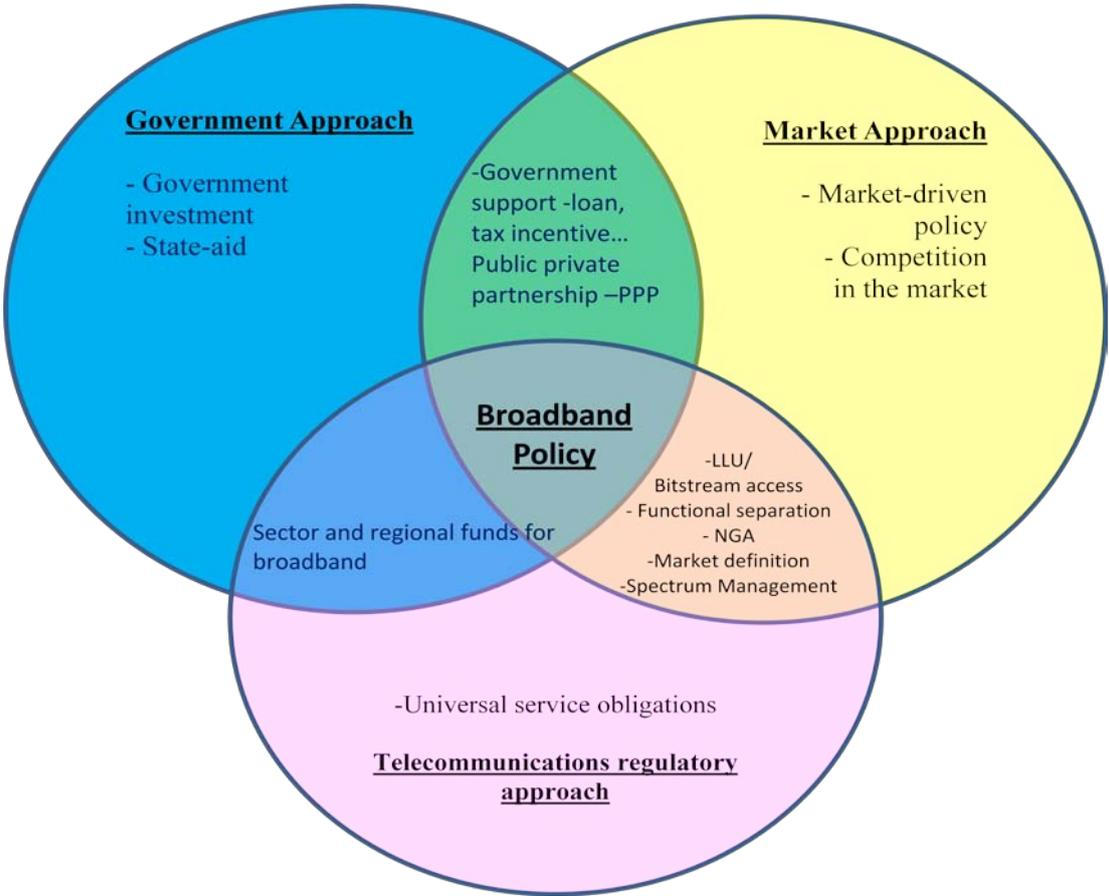 Government Approach
- Government
investment
- State-aid
-Government
support -loan,
tax incentive...
Public private
partnership –PPP
Market Approach
- Market-driven
policy
- Competition
in the market
Broadband
Policy
Sector and regional funds for
broadband
-LLU/
Bitstream access
- Functional separation
- NGA
-Market definition
-Spectrum Management
-Universal service obligations
Telecommunications regulatory
approach